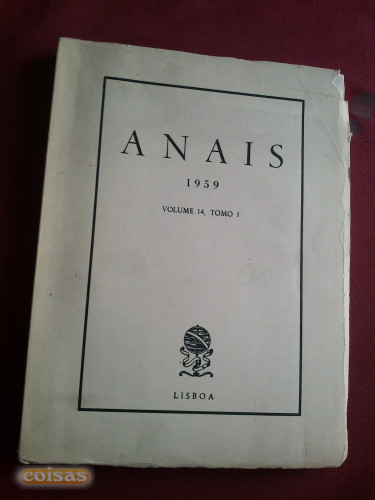 ANAIS
1959
VOLUME 14, TOMO I
LISBOA
coisas